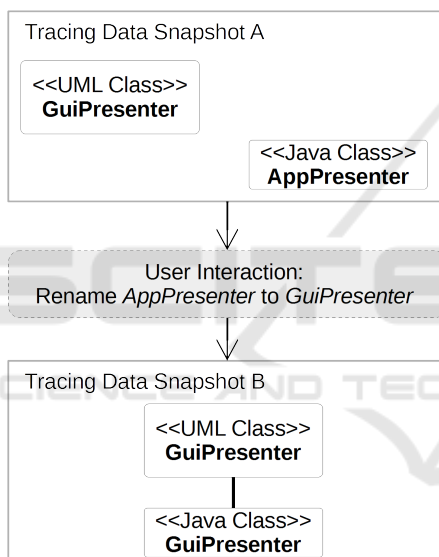 Tracing Data Snapshot A
<<UML Class>>
GuiPresenter
<<Java Class>>
AppPresenter
User Interaction:
Rename AppPresenter to GuiPresenter
Tracing Data Snapshot B
<<UML Class>>
GuiPresenter
<<Java Class>>
GuiPresenter